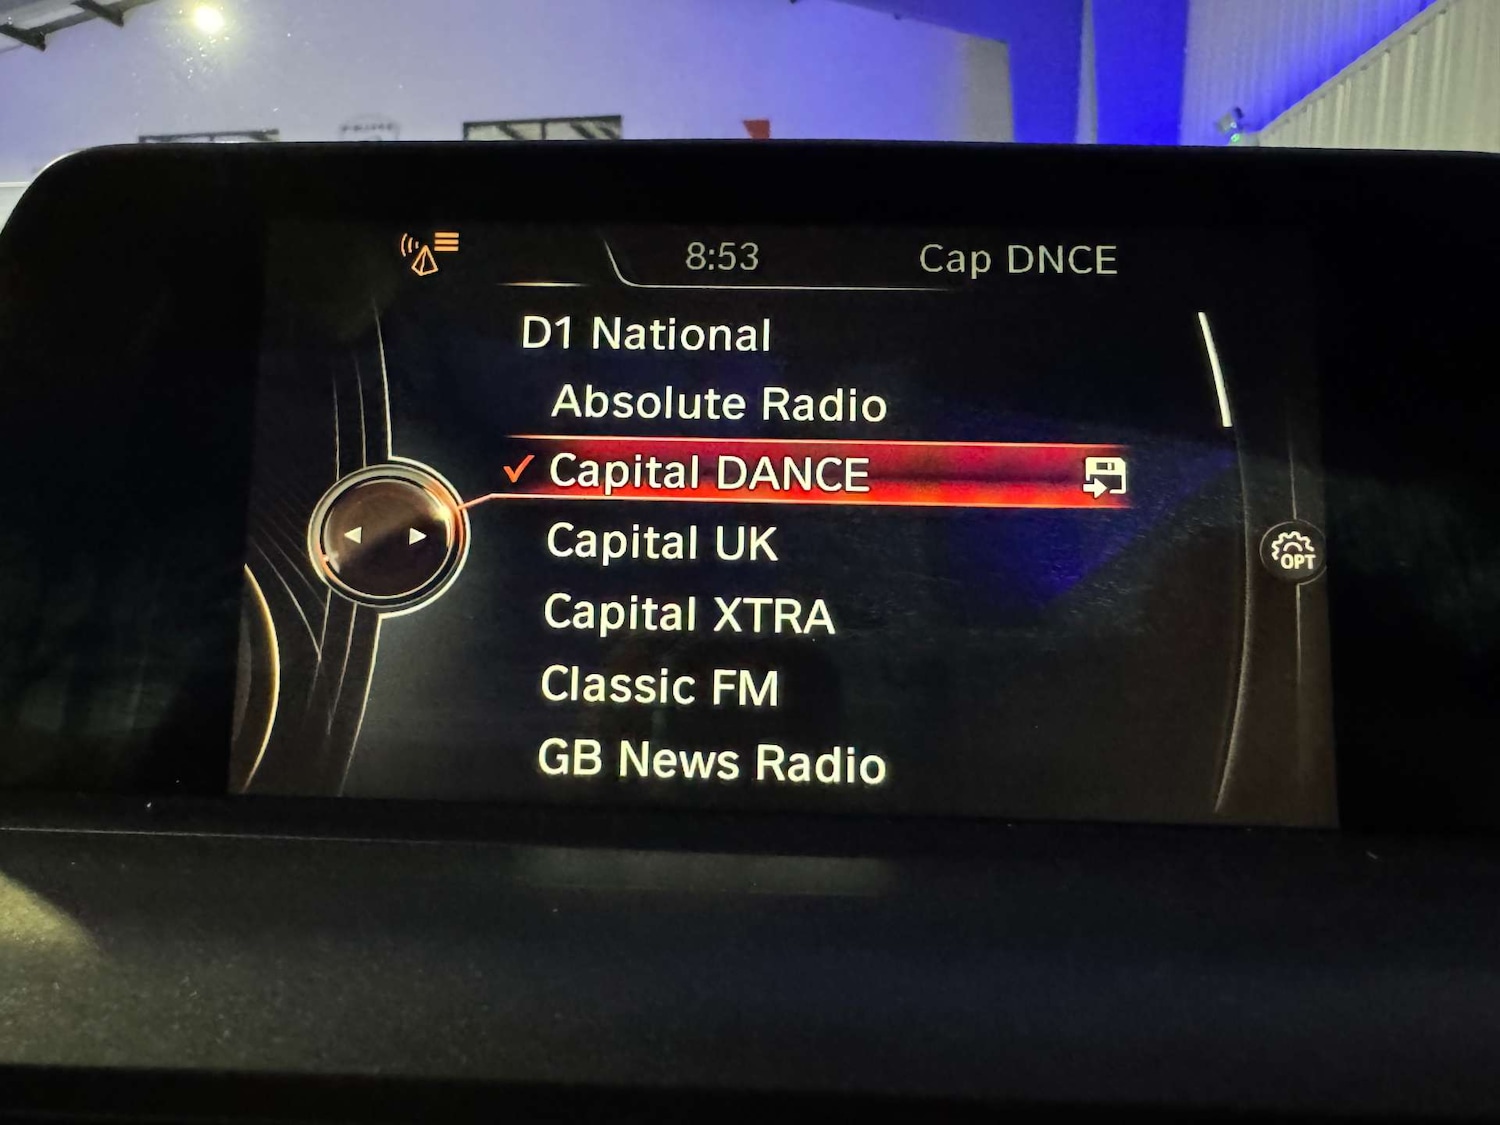 8:53 Cap DNCE
D1 National
Absolute Radio
Capital DANCE
Capital UK
Capital XTRA
Classic FM
GB News Radio
OPT